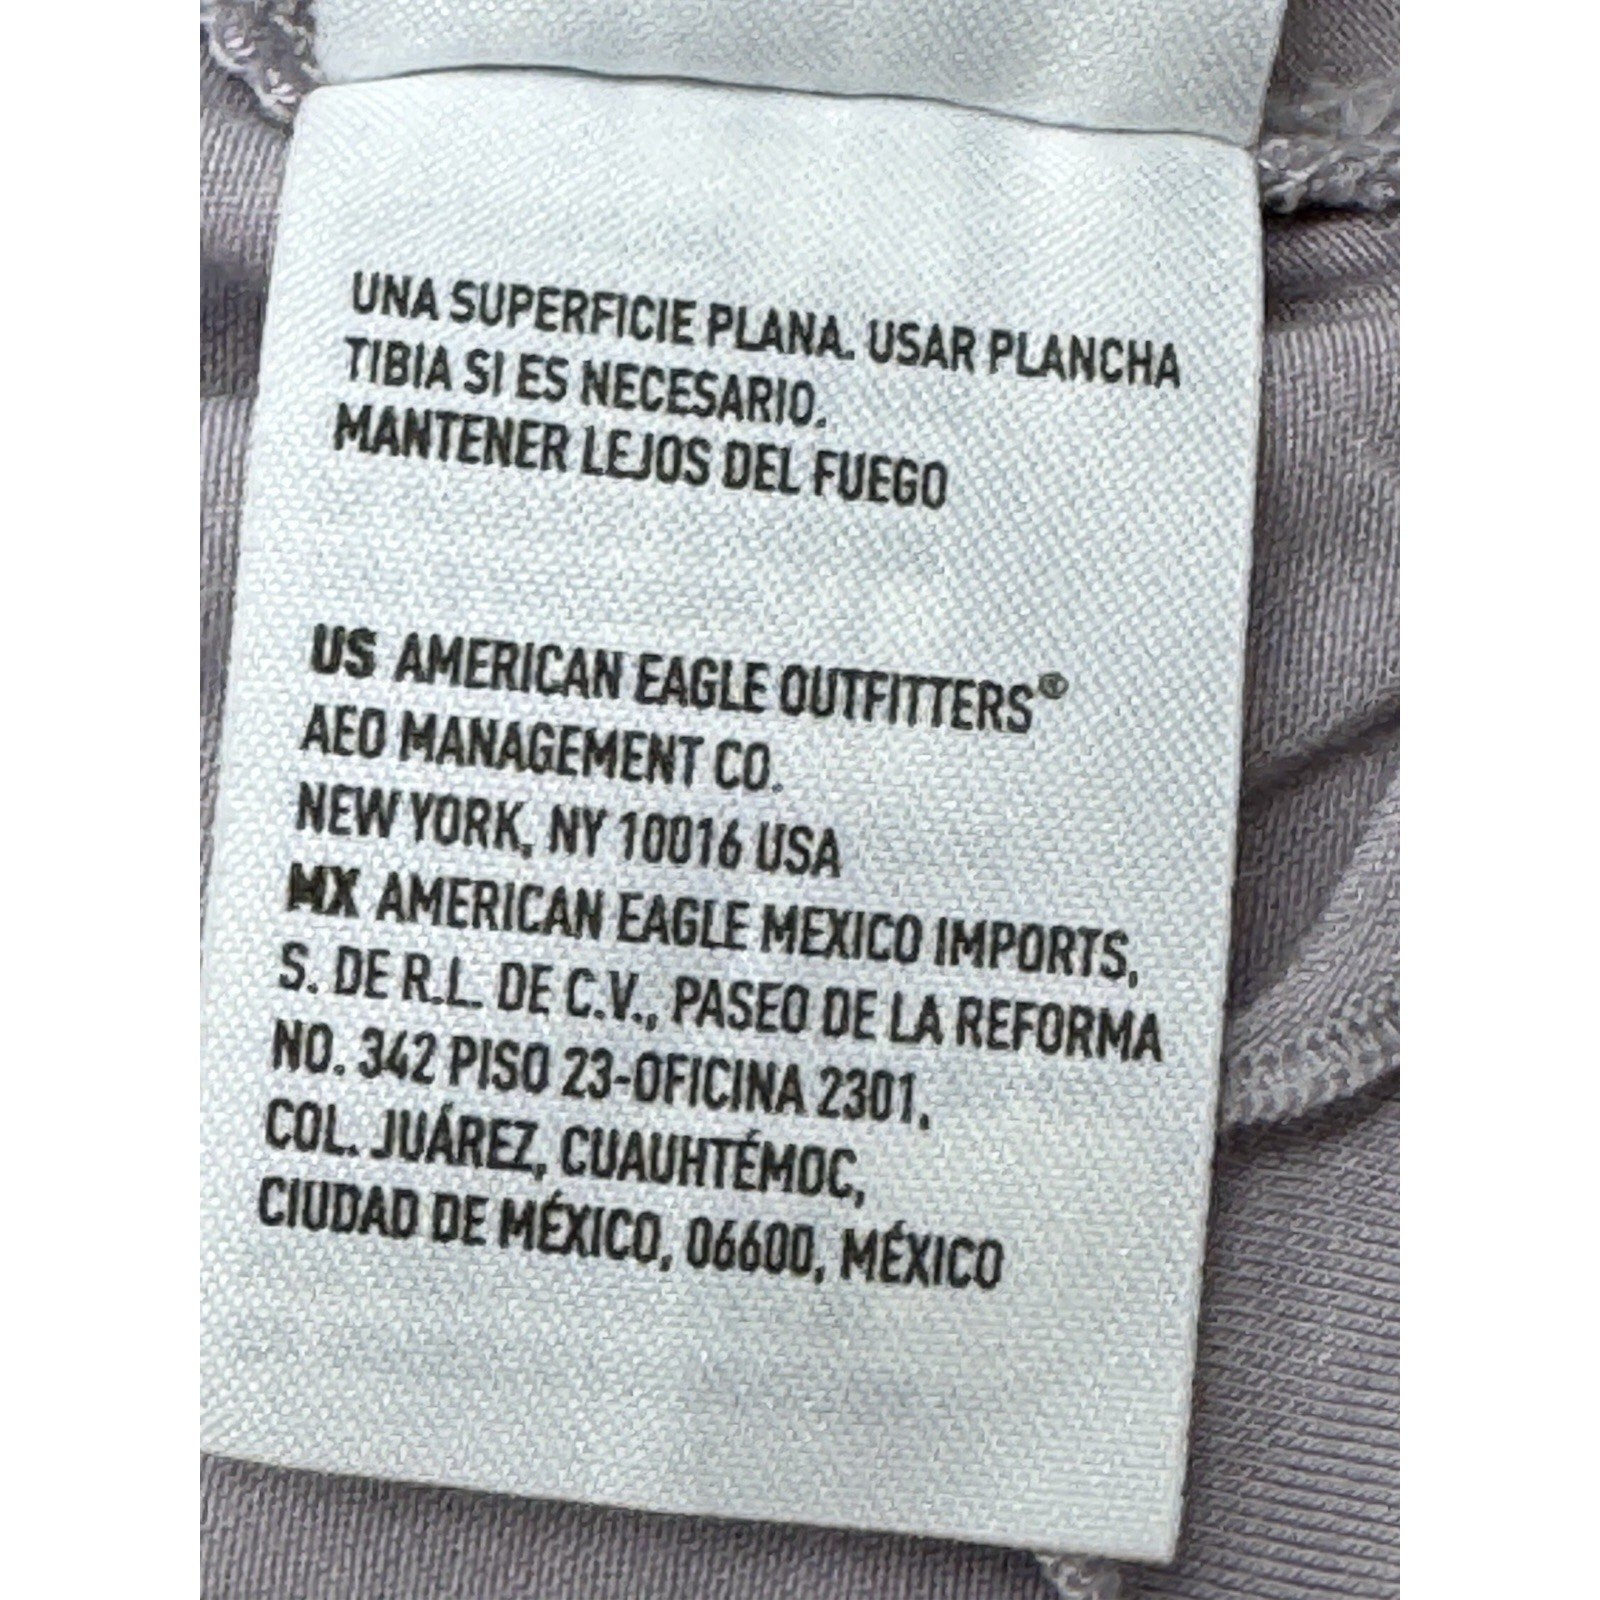 UNA SUPERFICIE PLANA. USAR PLANCHA
TIBIA SI ES NECESARIO.
MANTENER LEJOS DEL FUEGO
US AMERICAN EAGLE OUTFITTERS®
AEO MANAGEMENT CO.
NEW YORK, NY 10016 USA
MX AMERICAN EAGLE MEXICO IMPORTS,
S. DE R.L. DE C.V., PASEO DE LA REFORMA
NO. 342 PISO 23-OFICINA 2301,
COL. JUÁREZ, CUAUHTÉMOC,
CIUDAD DE MÉXICO, 06600, MÉXICO